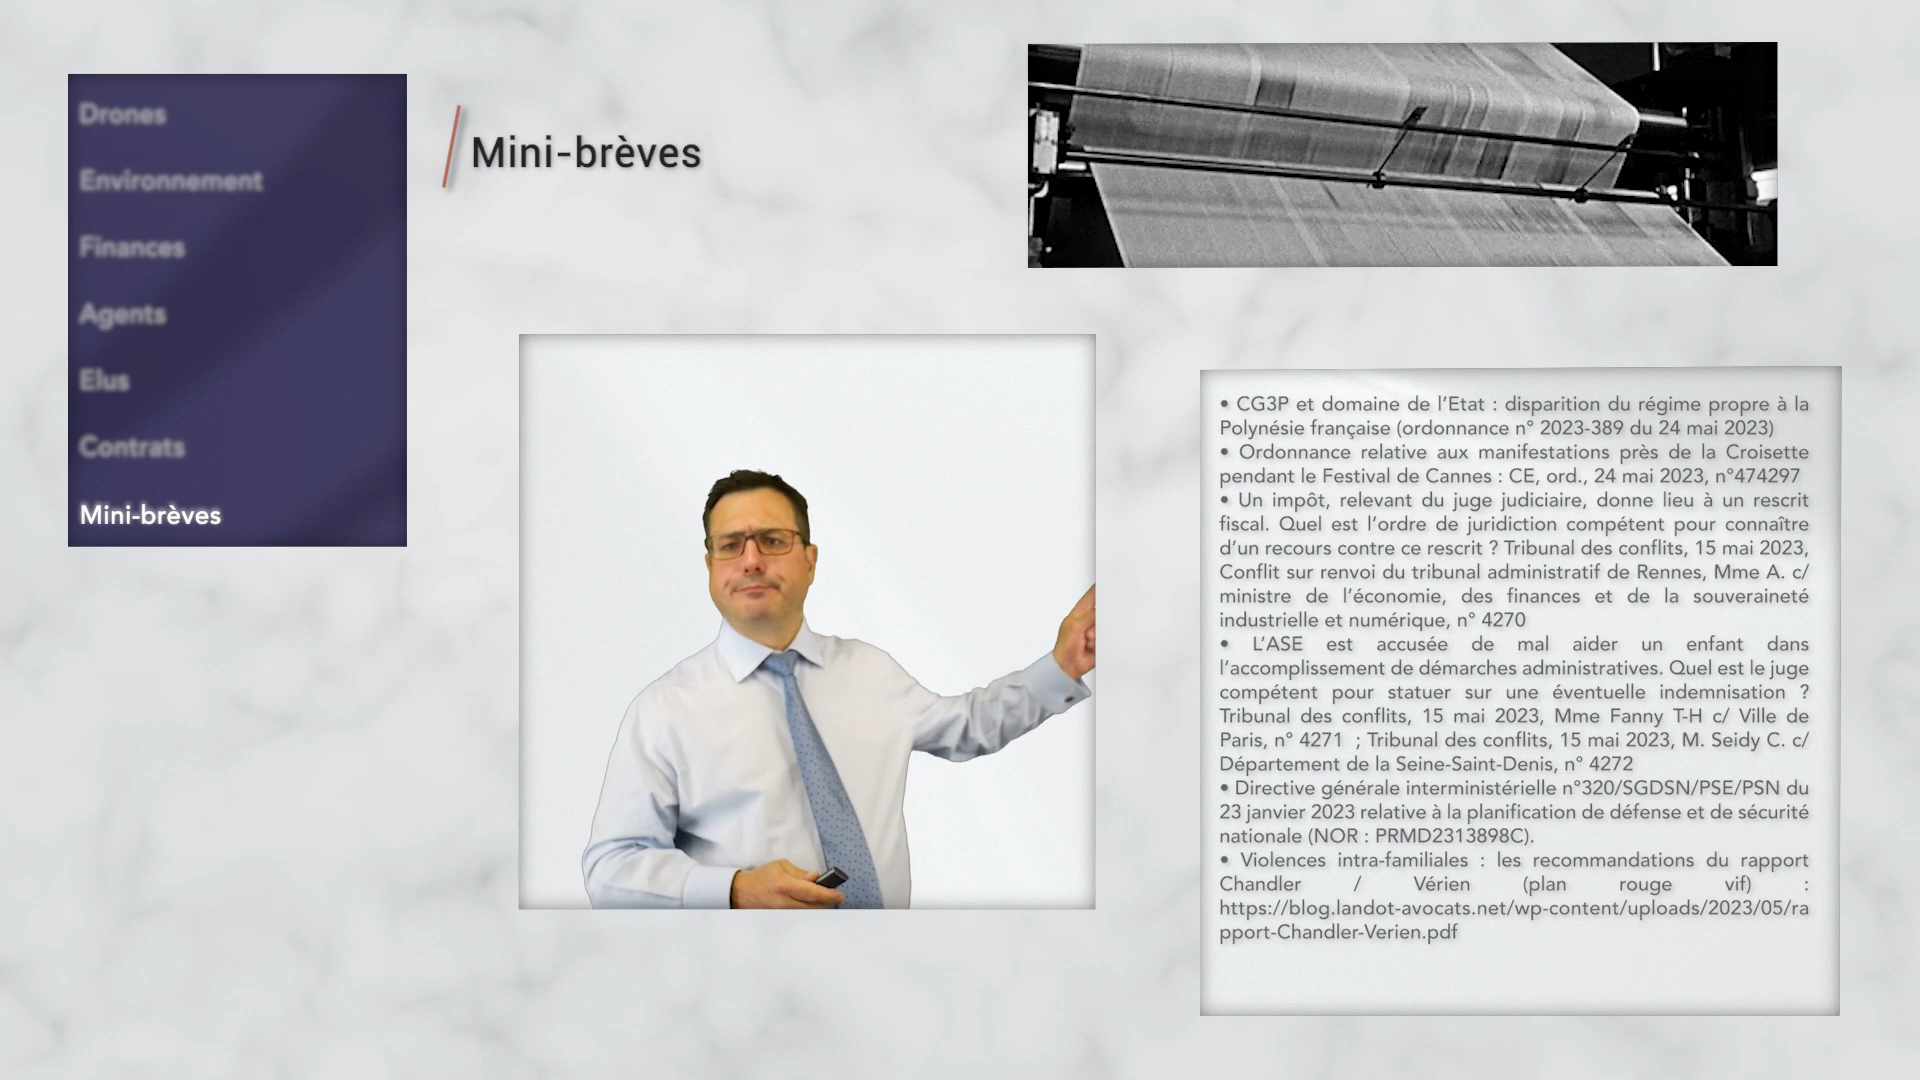 Drones
Environnement
Finances
Agents
Elus
Contrats
Mini-brèves
Mini-brèves
• CG3P et domaine de l'Etat : disparition du régime propre à la
Polynésie française (ordonnance n° 2023-389 du 24 mai 2023)
• Ordonnance relative aux manifestations près de la Croisette
pendant le Festival de Cannes : CE, ord., 24 mai 2023, n°474297
• Un impôt, relevant du juge judiciaire, donne lieu à un rescrit
fiscal. Quel est l'ordre de juridiction compétent pour connaître
d'un recours contre ce rescrit ? Tribunal des conflits, 15 mai 2023,
Conflit sur renvoi du tribunal administratif de Rennes, Mme A. c/
ministre de l'économie, des finances et de la souveraineté
industrielle et numérique, n° 4270
• L'ASE est accusée de mal aider un enfant dans
l'accomplissement de démarches administratives. Quel est le juge
compétent pour statuer sur une éventuelle indemnisation ?
Tribunal des conflits, 15 mai 2023, Mme Fanny T-H c/ Ville de
Paris, n° 4271 ; Tribunal des conflits, 15 mai 2023, M. Seidy C. c/
Département de la Seine-Saint-Denis, n° 4272
• Directive générale interministérielle n°320/SGDSN/PSE/PSN du
23 janvier 2023 relative à la planification de défense et de sécurité
nationale (NOR : PRMD2313898C).
• Violences intra-familiales : les recommandations du rapport
Chandler / Vérien (plan rouge vif) :
https://blog.landot-avocats.net/wp-content/uploads/2023/05/ra
pport-Chandler-Verien.pdf